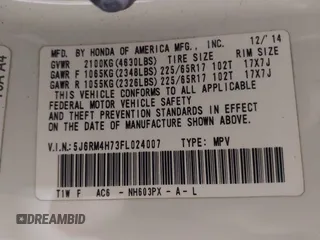 MFD. BY HONDA OF AMERICA MFG., INC. 12/'14
GVWR 2100KG(4630LBS) TIRE SIZE RIM SIZE
GAWR F 1065KG(2348LBS) 225/65R17 102T 17X7J
GAWR R 1055KG(2326LBS) 225/65R17 102T 17X7J
THIS VEHICLE CONFORMS TO ALL APPLICABLE
FEDERAL MOTOR VEHICLE SAFETY, BUMPER,
AND THEFT PREVENTION STANDARDS IN EFFECT ON
THE DATE OF MANUFACTURE SHOWN ABOVE.
V.I.N.: 5J6RM4H73FL024007 TYPE: MPV
T1W F AC6 - NH603PX - A - L
DREAMBID